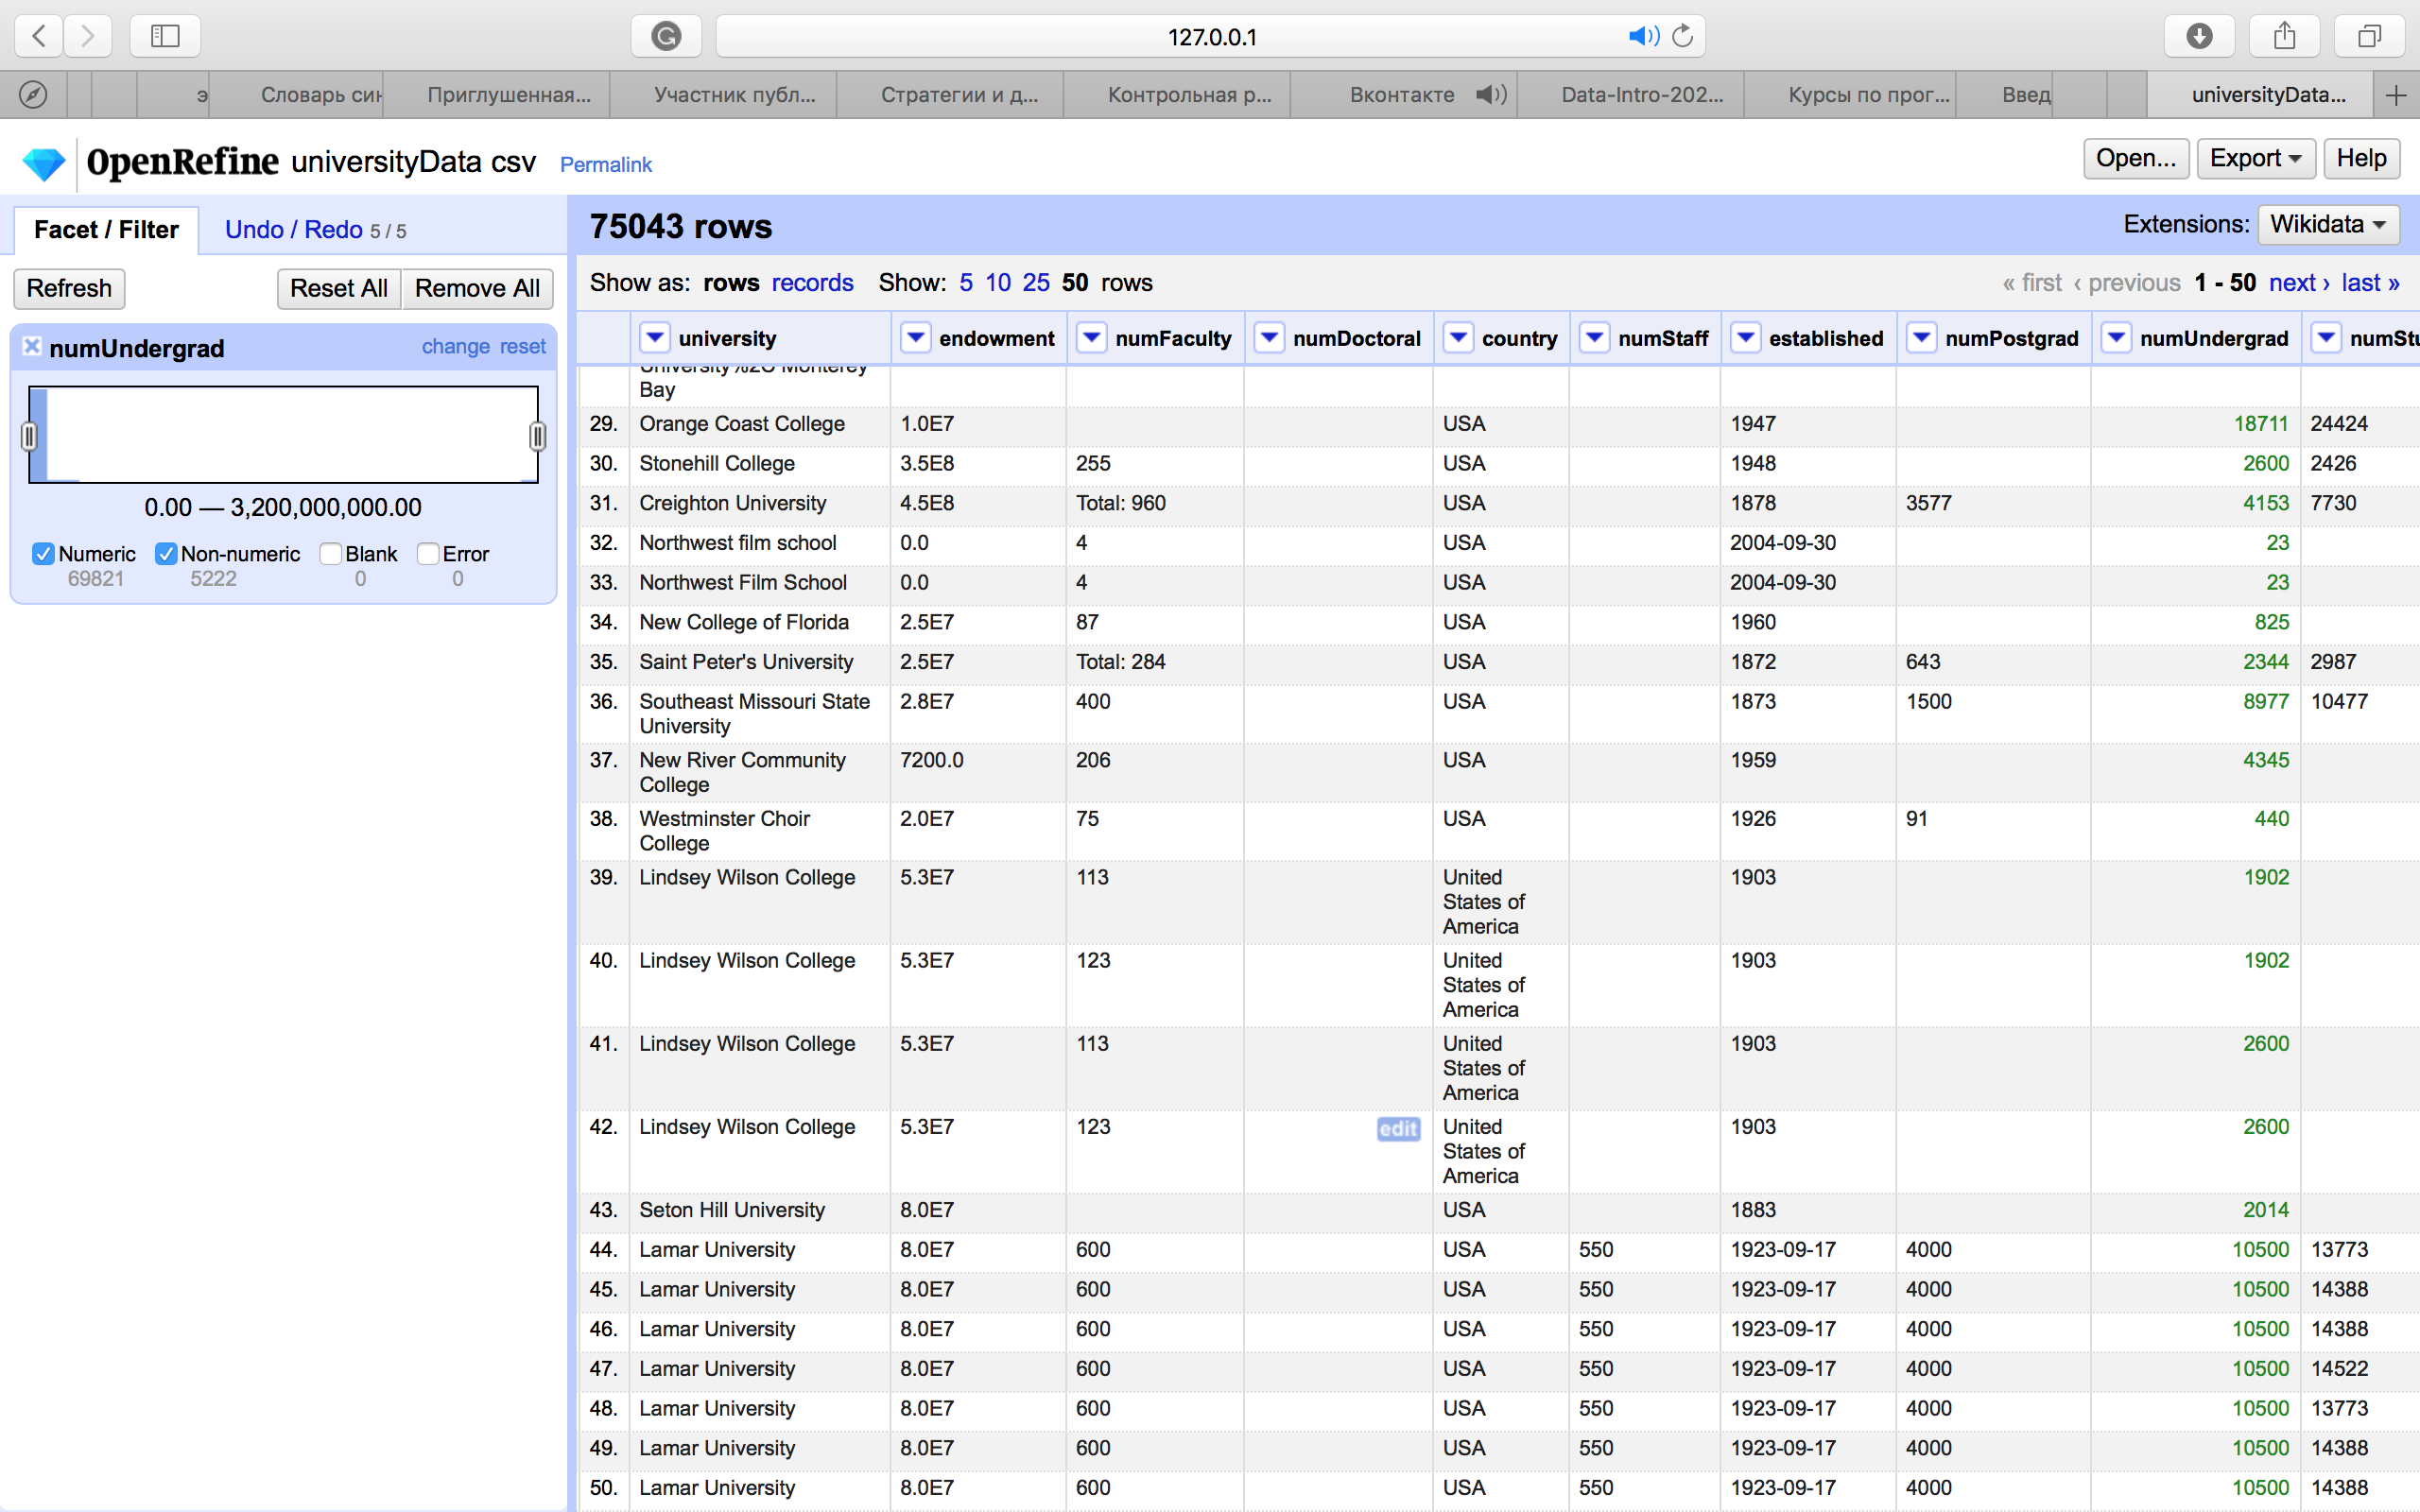 127.0.0.1
э Словарь син Приглушенная... Участник публ... Стратегии и д... Контрольная р... Вконтакте Data-Intro-202... Курсы по прог... Введ universityData...
OpenRefine universityData csv Permalink Open... Export Help
Facet / Filter Undo / Redo 5 / 5 75043 rows Extensions: Wikidata
Refresh Reset All Remove All Show as: rows records Show: 5 10 25 50 rows « first ‹ previous 1 - 50 next › last »
numUndergrad change reset
0.00 — 3,200,000,000.00
Numeric Non-numeric Blank Error
69821 5222 0 0
university endowment numFaculty numDoctoral country numStaff established numPostgrad numUndergrad numStu
University%2C Monterey
Bay
29. Orange Coast College 1.0E7 USA 1947 18711 24424
30. Stonehill College 3.5E8 255 USA 1948 2600 2426
31. Creighton University 4.5E8 Total: 960 USA 1878 3577 4153 7730
32. Northwest film school 0.0 4 USA 2004-09-30 23
33. Northwest Film School 0.0 4 USA 2004-09-30 23
34. New College of Florida 2.5E7 87 USA 1960 825
35. Saint Peter's University 2.5E7 Total: 284 USA 1872 643 2344 2987
36. Southeast Missouri State 2.8E7 400 USA 1873 1500 8977 10477
University
37. New River Community 7200.0 206 USA 1959 4345
College
38. Westminster Choir 2.0E7 75 USA 1926 91 440
College
39. Lindsey Wilson College 5.3E7 113 United 1903 1902
States of
America
40. Lindsey Wilson College 5.3E7 123 United 1903 1902
States of
America
41. Lindsey Wilson College 5.3E7 113 United 1903 2600
States of
America
42. Lindsey Wilson College 5.3E7 123 edit United 1903 2600
States of
America
43. Seton Hill University 8.0E7 USA 1883 2014
44. Lamar University 8.0E7 600 USA 550 1923-09-17 4000 10500 13773
45. Lamar University 8.0E7 600 USA 550 1923-09-17 4000 10500 14388
46. Lamar University 8.0E7 600 USA 550 1923-09-17 4000 10500 14388
47. Lamar University 8.0E7 600 USA 550 1923-09-17 4000 10500 14522
48. Lamar University 8.0E7 600 USA 550 1923-09-17 4000 10500 13773
49. Lamar University 8.0E7 600 USA 550 1923-09-17 4000 10500 14388
50. Lamar University 8.0E7 600 USA 550 1923-09-17 4000 10500 14388